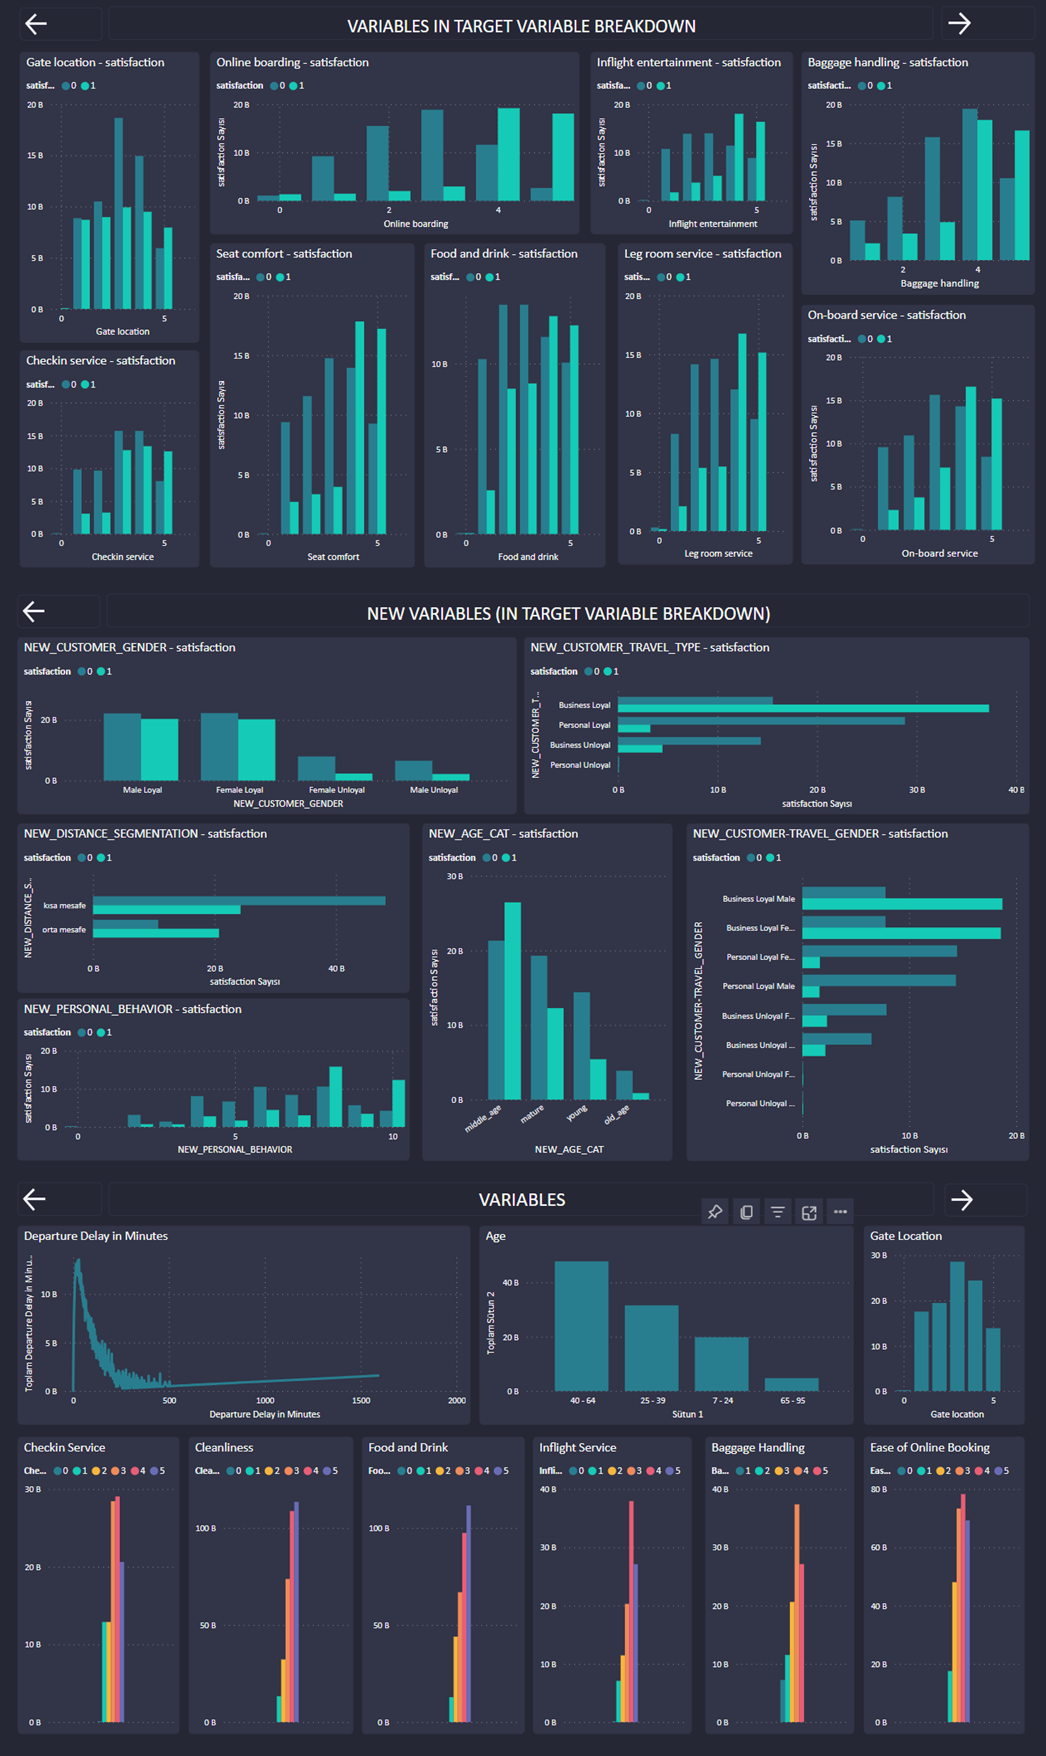 VARIABLES IN TARGET VARIABLE BREAKDOWN
Gate location - satisfaction
satisf... 0 1
20 B
15 B
10 B
5 B
0 B
0 5
Gate location
Online boarding - satisfaction
satisfaction 0 1
satisfaction Sayısı
20 B
10 B
0 B
0 2 4
Online boarding
Inflight entertainment - satisfaction
satisfa... 0 1
satisfaction Sayısı
20 B
10 B
0 B
0 5
Inflight entertainment
Baggage handling - satisfaction
satisfacti... 0 1
satisfaction Sayısı
20 B
15 B
10 B
5 B
0 B
2 4
Baggage handling
Checkin service - satisfaction
satisf... 0 1
20 B
15 B
10 B
5 B
0 B
0 5
Checkin service
Seat comfort - satisfaction
satisfa... 0 1
satisfaction Sayısı
20 B
15 B
10 B
5 B
0 B
0 5
Seat comfort
Food and drink - satisfaction
satisf... 0 1
10 B
5 B
0 B
0 5
Food and drink
Leg room service - satisfaction
satis... 0 1
20 B
15 B
10 B
5 B
0 B
0 5
Leg room service
On-board service - satisfaction
satisfacti... 0 1
satisfaction Sayısı
20 B
15 B
10 B
5 B
0 B
0 5
On-board service
NEW VARIABLES (IN TARGET VARIABLE BREAKDOWN)
NEW_CUSTOMER_GENDER - satisfaction
satisfaction 0 1
satisfaction Sayısı
20 B
0 B
Male Loyal Female Loyal Female Unloyal Male Unloyal
NEW_CUSTOMER_GENDER
NEW_CUSTOMER_TRAVEL_TYPE - satisfaction
satisfaction 0 1
NEW_CUSTOMER_T...
Business Loyal
Personal Loyal
Business Unloyal
Personal Unloyal
0 B 10 B 20 B 30 B 40 B
satisfaction Sayısı
NEW_DISTANCE_SEGMENTATION - satisfaction
satisfaction 0 1
NEW_DISTANCE_S...
kısa mesafe
orta mesafe
0 B 20 B 40 B
satisfaction Sayısı
NEW_AGE_CAT - satisfaction
satisfaction 0 1
satisfaction Sayısı
30 B
20 B
10 B
0 B
middle_age mature young old_age
NEW_AGE_CAT
NEW_CUSTOMER-TRAVEL_GENDER - satisfaction
satisfaction 0 1
NEW_CUSTOMER-TRAVEL_GENDER
Business Loyal Male
Business Loyal Fe...
Personal Loyal Fe...
Personal Loyal Male
Business Unloyal F...
Business Unloyal ...
Personal Unloyal F...
Personal Unloyal ...
0 B 10 B 20 B
satisfaction Sayısı
NEW_PERSONAL_BEHAVIOR - satisfaction
satisfaction 0 1
satisfaction Sayısı
20 B
10 B
0 B
0 5 10
NEW_PERSONAL_BEHAVIOR
VARIABLES
Departure Delay in Minutes
Toplam Departure Delay in Minu...
10 B
5 B
0 B
0 500 1000 1500 2000
Departure Delay in Minutes
Age
Toplam Sütun 2
40 B
20 B
0 B
40 - 64 25 - 39 7 - 24 65 - 95
Sütun 1
Gate Location
30 B
20 B
10 B
0 B
0 5
Gate location
Checkin Service
Che... 0 1 2 3 4 5
30 B
20 B
10 B
0 B
Cleanliness
Clea... 0 1 2 3 4 5
100 B
50 B
0 B
Food and Drink
Foo... 0 1 2 3 4 5
100 B
50 B
0 B
Inflight Service
Infli... 0 1 2 3 4 5
40 B
30 B
20 B
10 B
0 B
Baggage Handling
Ba... 1 2 3 4 5
40 B
30 B
20 B
10 B
0 B
Ease of Online Booking
Eas... 0 1 2 3 4 5
80 B
60 B
40 B
20 B
0 B